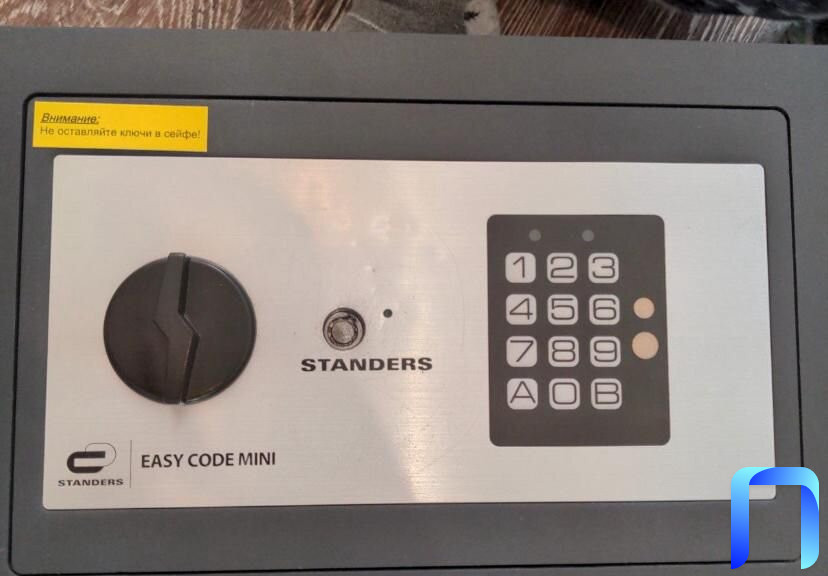 Внимание:
Не оставляйте ключи в сейфе!
STANDERS
1 2 3
4 5 6
7 8 9
A 0 B
STANDERS
EASY CODE MINI